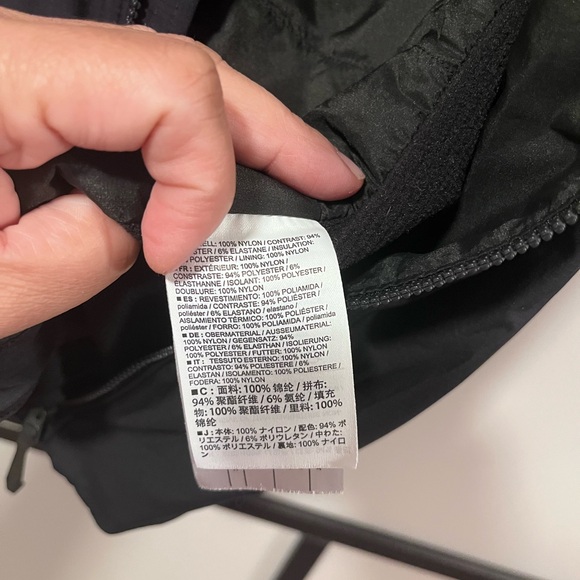 100% NYLON / CONTRAST: 94%
/ 6% ELASTANE / INSULATION:
POLYESTER / LINING: 100% NYLON
FR: EXTÉRIEUR: 100% NYLON /
CONSTRASTE: 94% POLYESTER / 6%
ÉLASTHANNE / ISOLANT: 100% POLYESTER /
DOUBLURE: 100% NYLON
■ ES: REVESTIMIENTO: 100% POLIAMIDA /
poliamida / CONTRASTE: 94% POLIÉSTER /
poliéster / 6% ELASTANO / elastano /
AISLAMIENTO TÉRMICO: 100% POLIÉSTER /
poliéster / FORRO: 100% POLIAMIDA / poliamida
■ DE: OBERMATERIAL / AUSSEUMATERIAL:
100% NYLON / GEGENSATZ: 94%
POLYESTER / 6% ELASTHAN / ISOLIERUNG:
100% POLYESTER / FUTTER: 100% NYLON
■ IT: TESSUTO ESTERNO: 100% NYLON /
CONTRASTO: 94% POLIESTERE / 6%
ELASTAN / ISOLAMENTO: 100% POLIESTERE /
FODERA: 100% NYLON
■ C: 面料: 100% 锦纶 / 拼布:
94% 聚酯纤维 / 6% 氨纶 / 填充
物: 100% 聚酯纤维 / 里料: 100%
锦纶
■ J: 本体: 100% ナイロン / 配色: 94% ポ
リエステル / 6% ポリウレタン / 中わた:
100% ポリエステル / 裏地: 100% ナイロ
ン